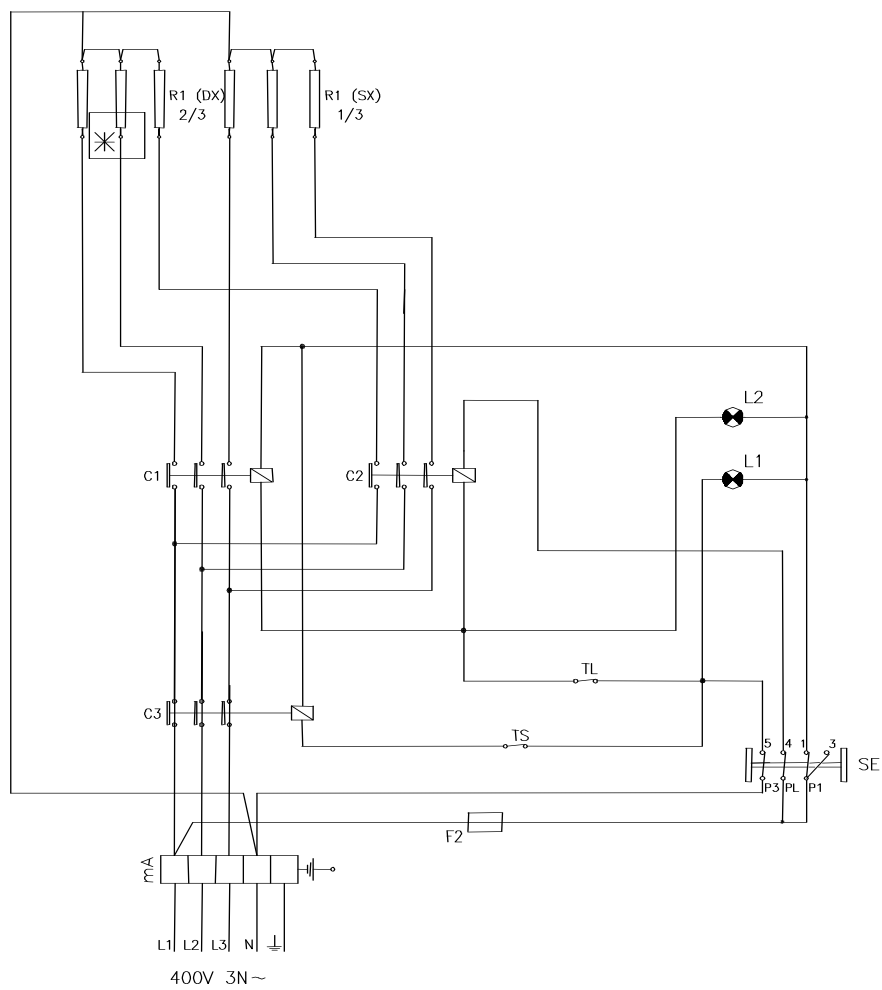 R1 (DX)
2/3
R1 (SX)
1/3
L2
L1
C1
C2
TL
C3
TS
5 4 1 3
SE
P3 PL P1
F2
mA
L1 L2 L3 N
400V 3N~